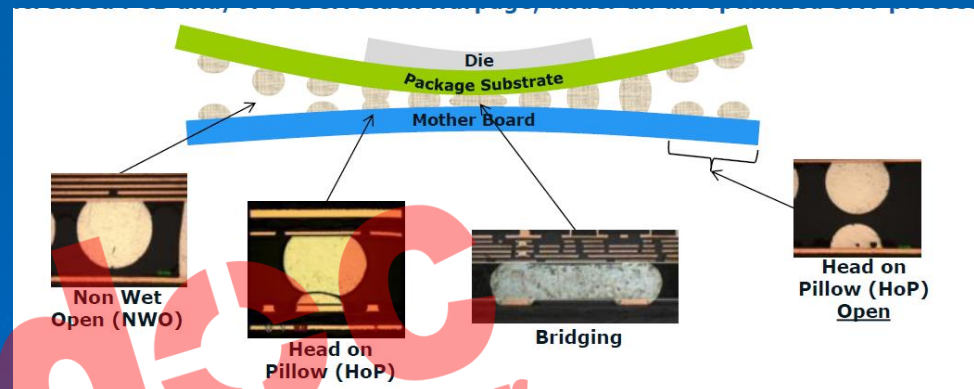 Die
Package Substrate
Mother Board
Non Wet
Open (NWO)
Head on
Pillow (HoP)
Bridging
Head on
Pillow (HoP)
Open